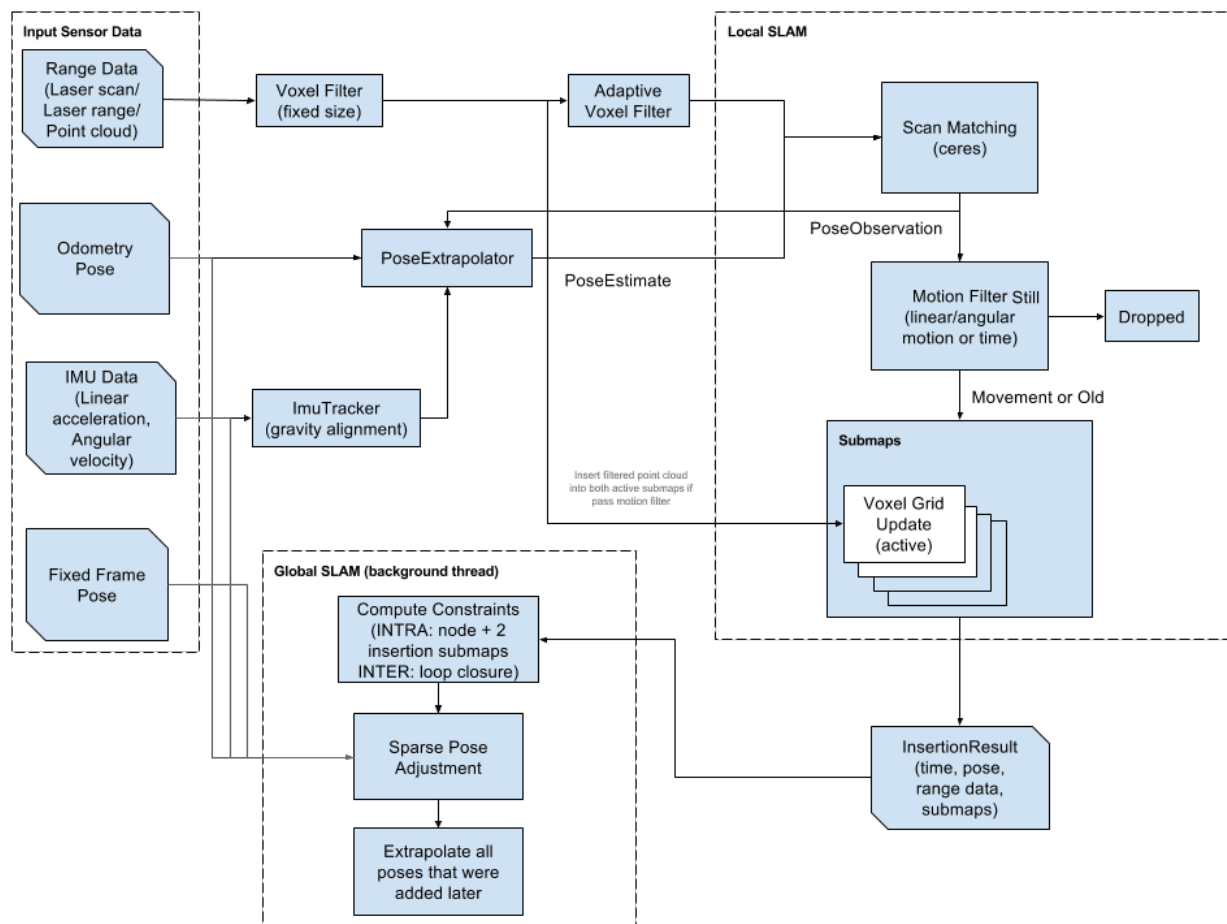 Input Sensor Data
Range Data
(Laser scan/
Laser range/
Point cloud)
Voxel Filter
(fixed size)
Adaptive
Voxel Filter
Local SLAM
Scan Matching
(ceres)
Odometry
Pose
PoseExtrapolator
PoseEstimate
PoseObservation
Motion Filter Still
(linear/angular
motion or time)
Dropped
IMU Data
(Linear
acceleration,
Angular
velocity)
ImuTracker
(gravity alignment)
Movement or Old
Submaps
Insert filtered point cloud
into both active submaps if
pass motion filter
Voxel Grid
Update
(active)
Fixed Frame
Pose
Global SLAM (background thread)
Compute Constraints
(INTRA: node + 2
insertion submaps
INTER: loop closure)
Sparse Pose
Adjustment
Extrapolate all
poses that were
added later
InsertionResult
(time, pose,
range data,
submaps)